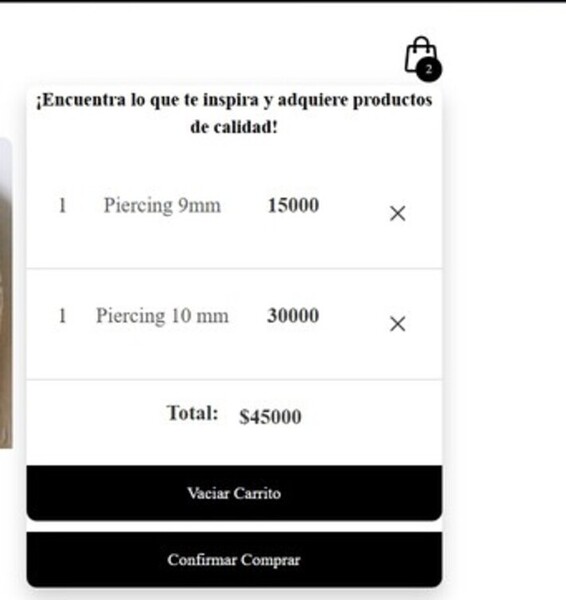 2
¡Encuentra lo que te inspira y adquiere productos
de calidad!
1 Piercing 9mm 15000
1 Piercing 10 mm 30000
Total: $45000
Vaciar Carrito
Confirmar Comprar